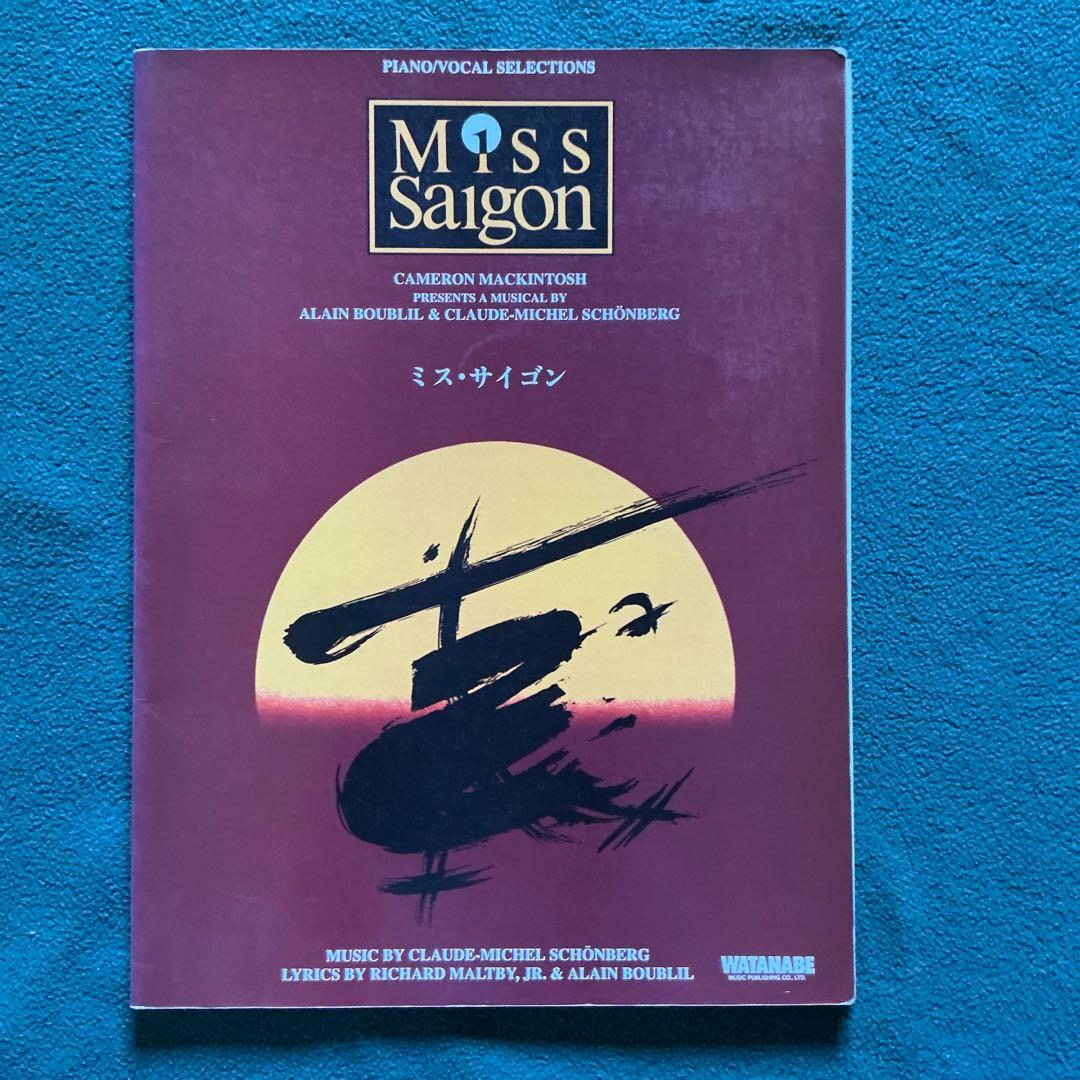 PIANO/VOCAL SELECTIONS
Miss
Saigon
CAMERON MACKINTOSH
PRESENTS A MUSICAL BY
ALAIN BOUBLIL & CLAUDE-MICHEL SCHÖNBERG
ミス・サイゴン
MUSIC BY CLAUDE-MICHEL SCHÖNBERG
LYRICS BY RICHARD MALTBY, JR. & ALAIN BOUBLIL
WATANABE
MUSIC PUBLISHING CO., LTD.